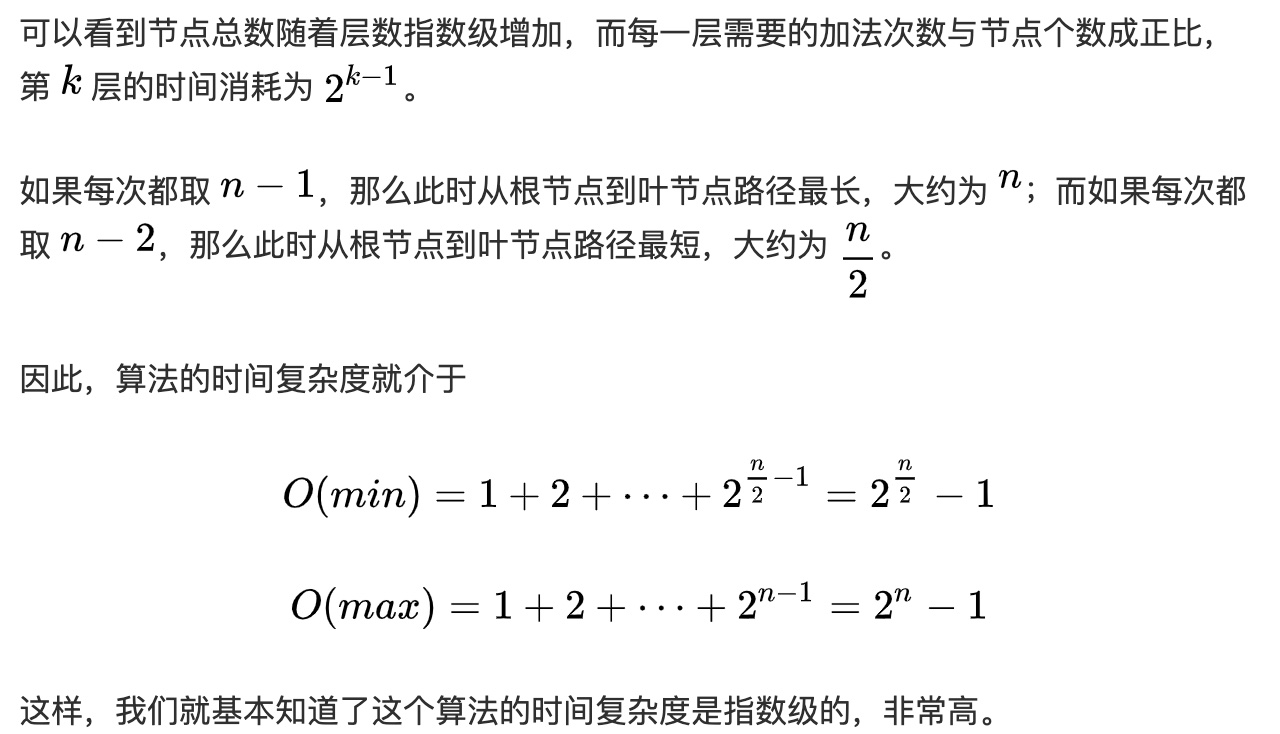 可以看到节点总数随着层数指数级增加，而每一层需要的加法次数与节点个数成正比，
第 k 层的时间消耗为 2^{k-1} 。
如果每次都取 n − 1，那么此时从根节点到叶节点路径最长，大约为 n；而如果每次都
取 n − 2，那么此时从根节点到叶节点路径最短，大约为 \frac{n}{2}。
因此，算法的时间复杂度就介于
O(min) = 1 + 2 + ⋯ + 2^{\frac{n}{2}-1} = 2^{\frac{n}{2}} − 1
O(max) = 1 + 2 + ⋯ + 2^{n-1} = 2^n − 1
这样，我们就基本知道了这个算法的时间复杂度是指数级的，非常高。